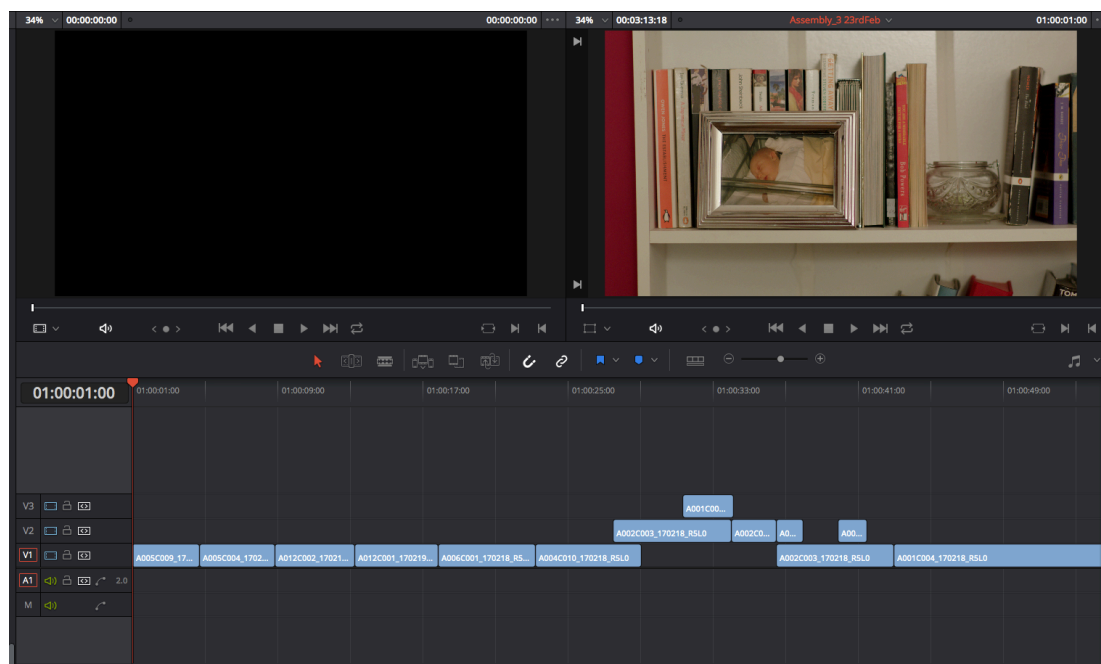 34% 00:00:00:00 00:00:00:00
34% 00:03:13:18 Assembly_3 23rdFeb 01:00:01:00
Bob Powers
TOM
01:00:01:00
01:00:01:00 01:00:09:00 01:00:17:00 01:00:25:00 01:00:33:00 01:00:41:00 01:00:49:00
V3 A001C00...
V2 A002C003_170218_R5L0 A002C0... A0... A00...
V1 A005C009_17... A005C004_1702... A012C002_17021... A012C001_170219... A006C001_170218_R5... A004C010_170218_R5L0 A002C003_170218_R5L0 A001C004_170218_R5L0
A1 2.0
M